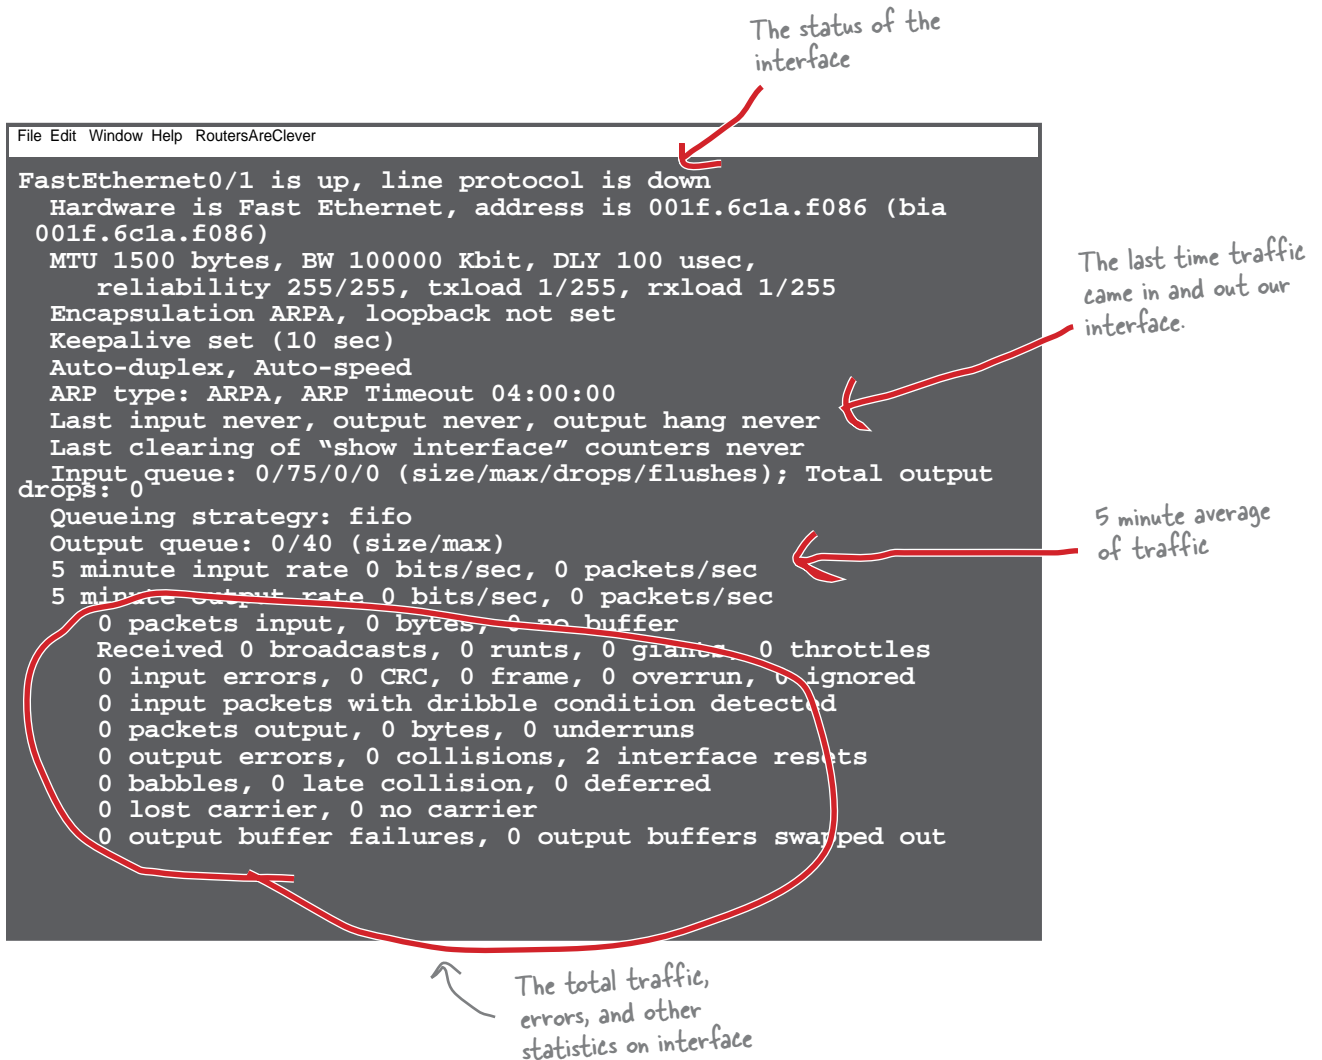 The status of the
interface
File Edit Window Help RoutersAreClever
FastEthernet0/1 is up, line protocol is down
Hardware is Fast Ethernet, address is 001f.6c1a.f086 (bia
001f.6c1a.f086)
MTU 1500 bytes, BW 100000 Kbit, DLY 100 usec,
reliability 255/255, txload 1/255, rxload 1/255
Encapsulation ARPA, loopback not set
Keepalive set (10 sec)
Auto-duplex, Auto-speed
ARP type: ARPA, ARP Timeout 04:00:00
Last input never, output never, output hang never
Last clearing of “show interface” counters never
Input queue: 0/75/0/0 (size/max/drops/flushes); Total output
drops: 0
Queueing strategy: fifo
Output queue: 0/40 (size/max)
5 minute input rate 0 bits/sec, 0 packets/sec
5 minute output rate 0 bits/sec, 0 packets/sec
0 packets input, 0 bytes, 0 no buffer
Received 0 broadcasts, 0 runts, 0 giants, 0 throttles
0 input errors, 0 CRC, 0 frame, 0 overrun, 0 ignored
0 input packets with dribble condition detected
0 packets output, 0 bytes, 0 underruns
0 output errors, 0 collisions, 2 interface resets
0 babbles, 0 late collision, 0 deferred
0 lost carrier, 0 no carrier
0 output buffer failures, 0 output buffers swapped out
The last time traffic
came in and out our
interface.
5 minute average
of traffic
The total traffic,
errors, and other
statistics on interface